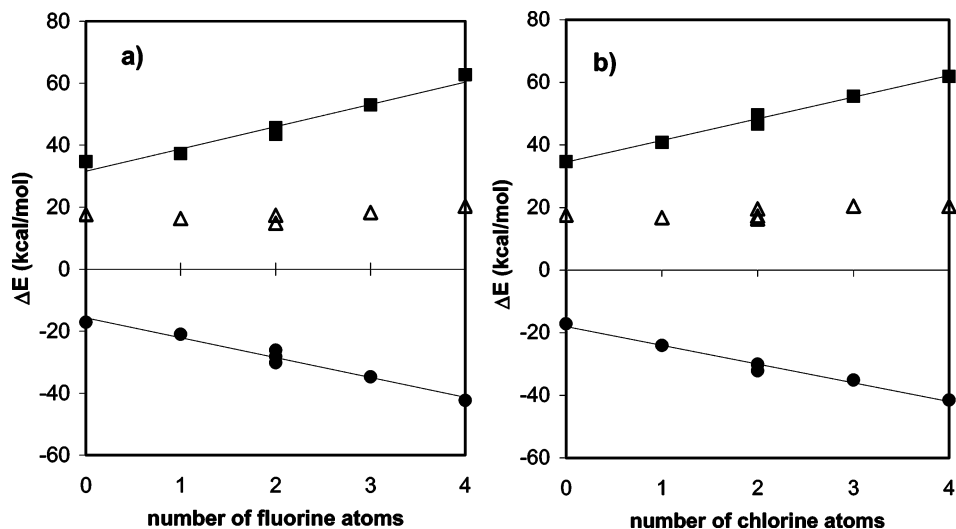 a)
80
60
40
20
0
-20
-40
-60
ΔE (kcal/mol)
0 1 2 3 4
number of fluorine atoms
b)
80
60
40
20
0
-20
-40
-60
ΔE (kcal/mol)
0 1 2 3 4
number of chlorine atoms